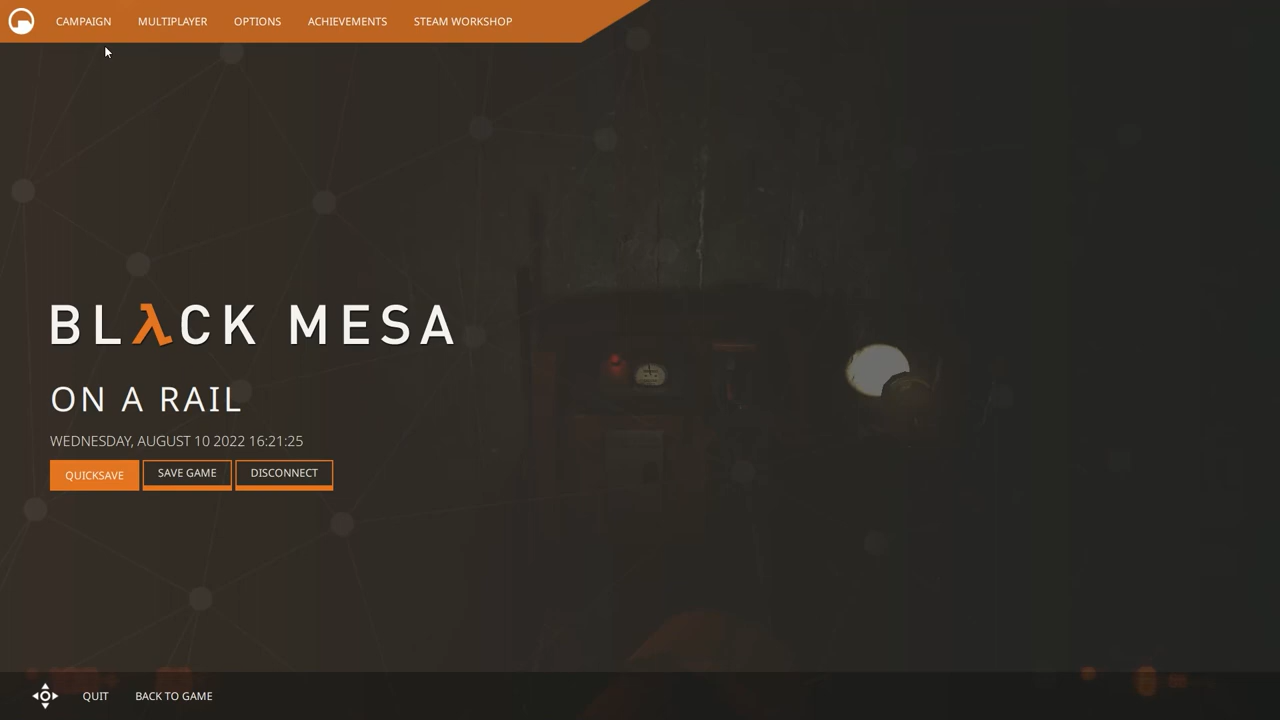 CAMPAIGN MULTIPLAYER OPTIONS ACHIEVEMENTS STEAM WORKSHOP
BLλCK MESA
ON A RAIL
WEDNESDAY, AUGUST 10 2022 16:21:25
QUICKSAVE SAVE GAME DISCONNECT
QUIT BACK TO GAME